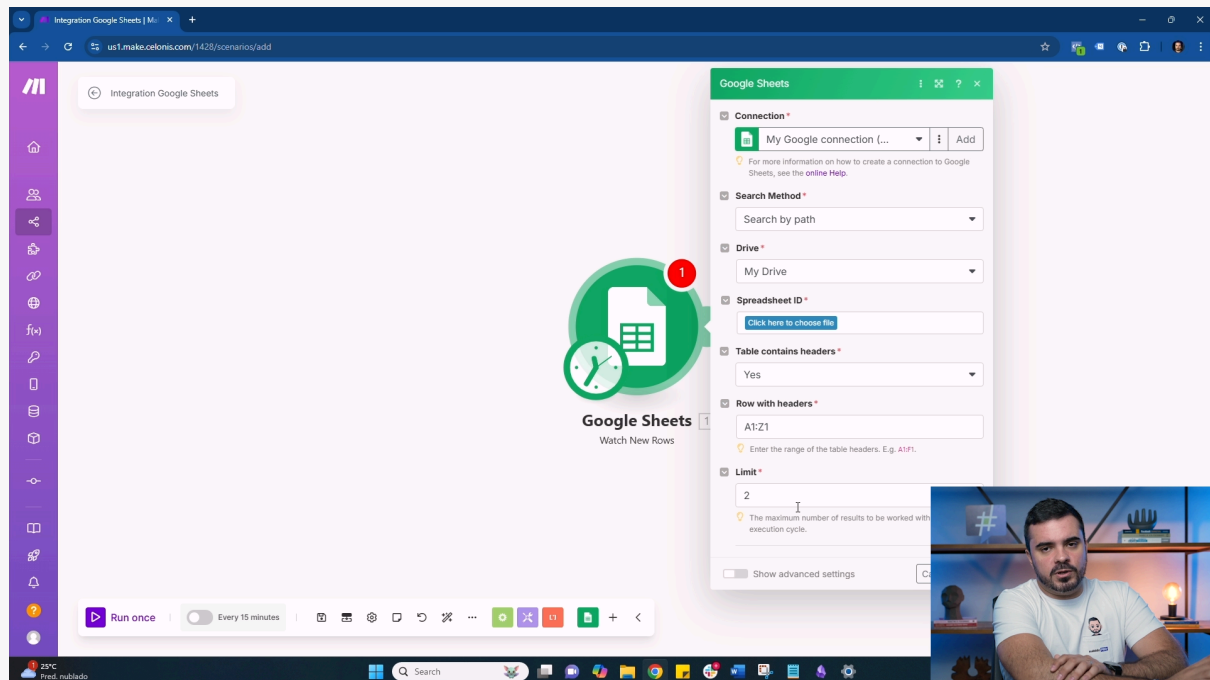 Integration Google Sheets | Ma
us1.make.celonis.com/1428/scenarios/add
Integration Google Sheets
Google Sheets
Connection *
My Google connection (...
Add
For more information on how to create a connection to Google
Sheets, see the online Help.
Search Method *
Search by path
Drive *
My Drive
Spreadsheet ID *
Click here to choose file
Table contains headers *
Yes
Row with headers *
A1:Z1
Enter the range of the table headers. E.g. A1:F1.
Limit *
2
The maximum number of results to be worked with
execution cycle.
Show advanced settings
1
Google Sheets 1
Watch New Rows
Run once
Every 15 minutes
25°C
Pred. nublado
Search